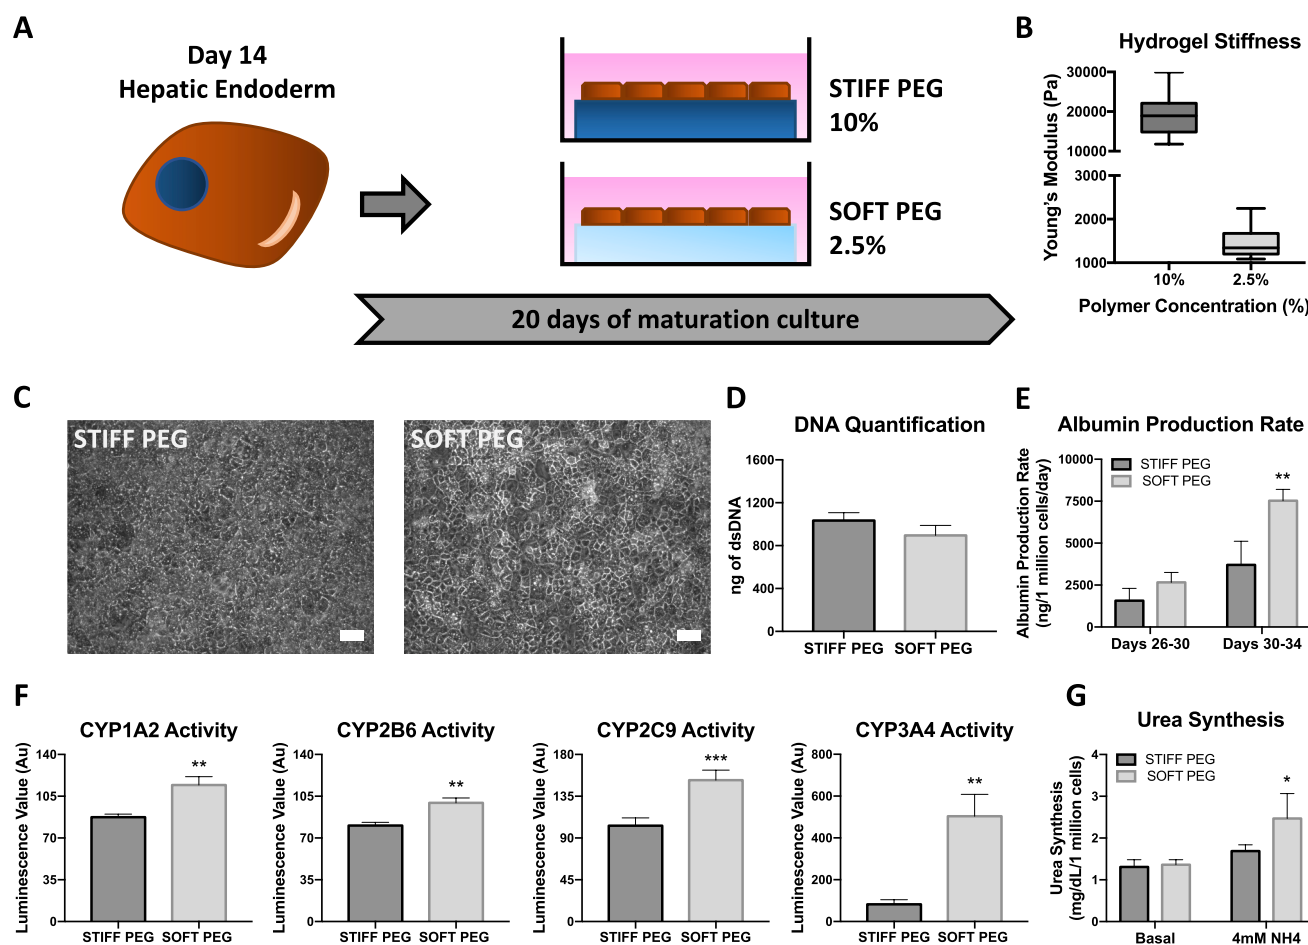 A
Day 14
Hepatic Endoderm
STIFF PEG
10%
SOFT PEG
2.5%
20 days of maturation culture
B
Hydrogel Stiffness
Young's Modulus (Pa)
30000
20000
10000
3000
2000
1000
10% 2.5%
Polymer Concentration (%)
C
STIFF PEG
SOFT PEG
D
DNA Quantification
ng of dsDNA
1600
1200
800
400
0
STIFF PEG SOFT PEG
E
Albumin Production Rate
Albumin Production Rate
(ng/1 million cells/day)
10000
7500
5000
2500
0
STIFF PEG
SOFT PEG
**
Days 26-30 Days 30-34
F
CYP1A2 Activity
Luminescence Value (Au)
140
105
70
35
0
**
STIFF PEG SOFT PEG
CYP2B6 Activity
Luminescence Value (Au)
140
105
70
35
0
**
STIFF PEG SOFT PEG
CYP2C9 Activity
Luminescence Value (Au)
180
135
90
45
0
***
STIFF PEG SOFT PEG
CYP3A4 Activity
Luminescence Value (Au)
800
600
400
200
0
**
STIFF PEG SOFT PEG
G
Urea Synthesis
Urea Synthesis
(mg/dL/1 million cells)
4
3
2
1
0
STIFF PEG
SOFT PEG
*
Basal 4mM NH4